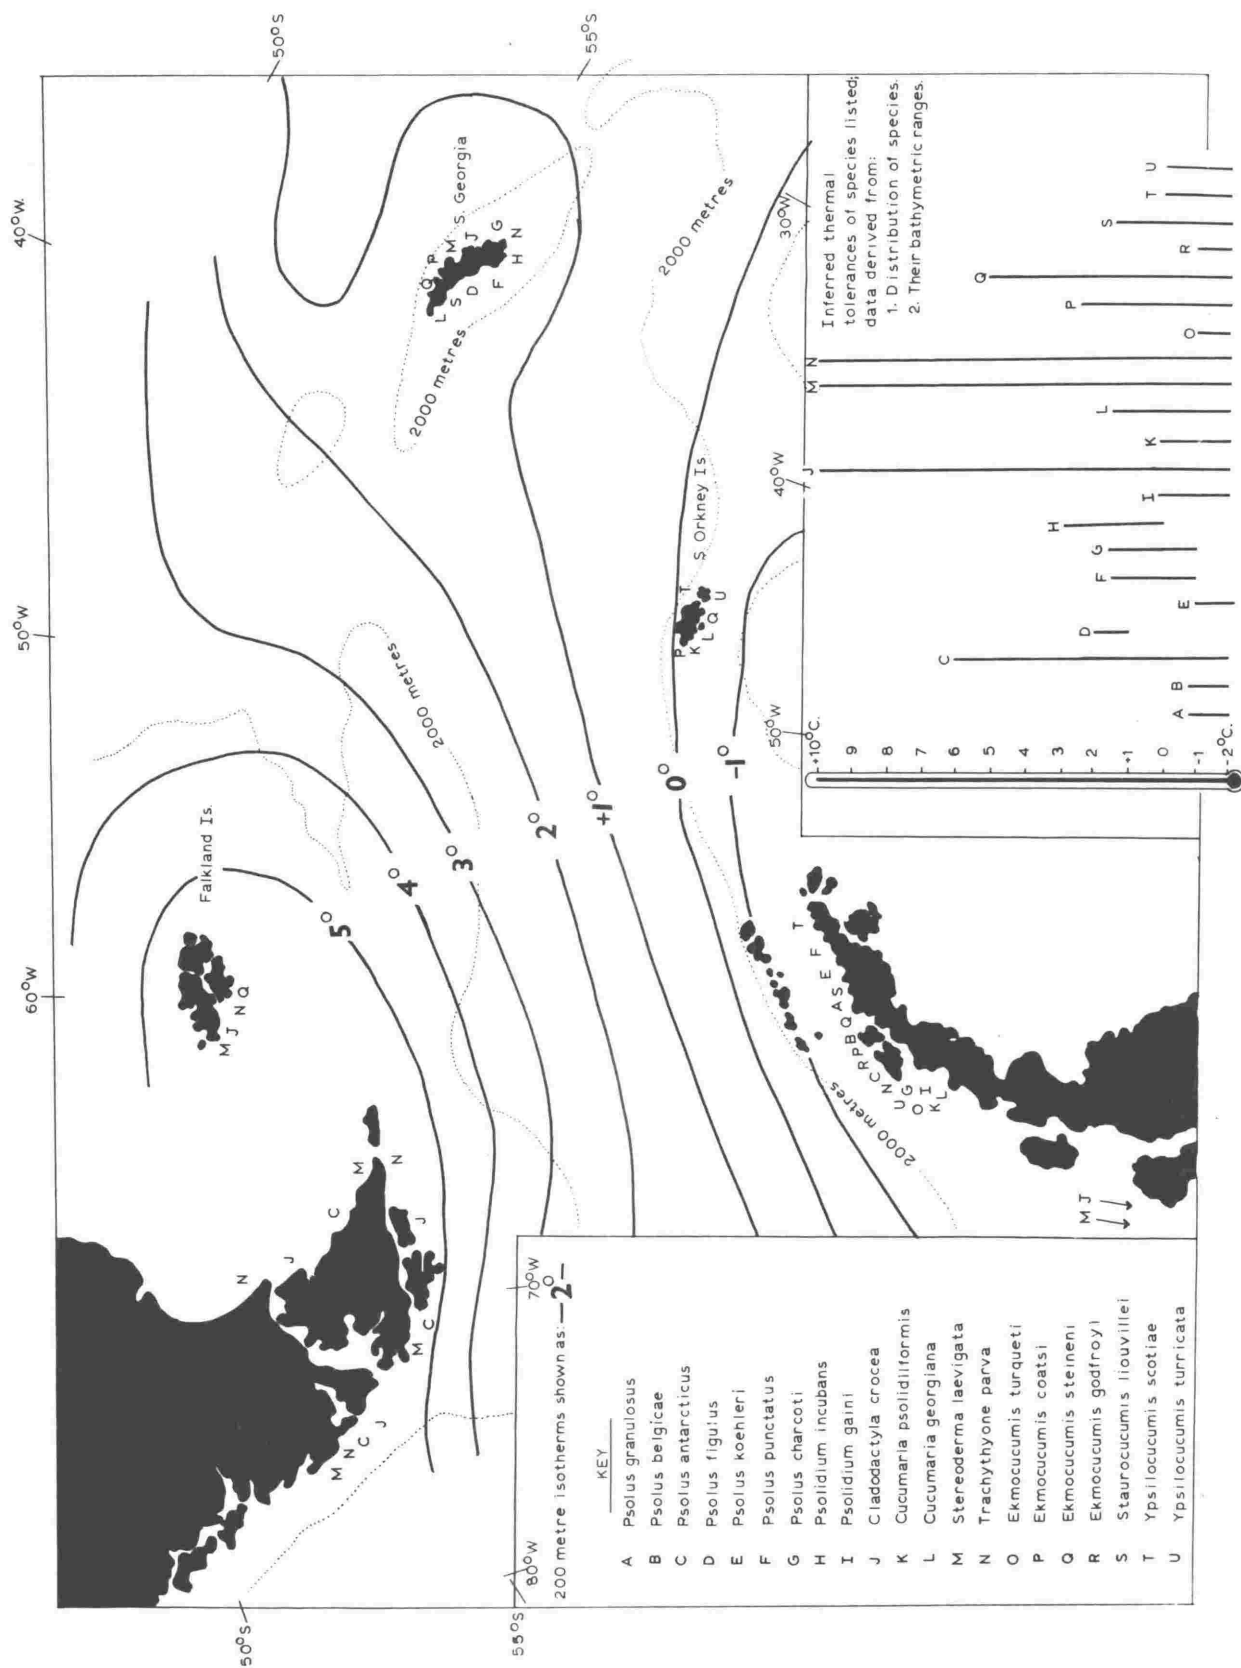 40°W.
50°W
60°W
50°S
55°S
Falkland Is.
M J N Q
5°
4°
3°
2°
+1°
0°
-1°
2000 metres
2000 metres
S. Georgia
Q P M J G
L S D F H N
2000 metres
S Orkney Is.
P K L Q U T
N J C M N
J
M C
M N C J
50°S
55°S
80°W
70°W
200 metre isotherms shown as:—2°—
KEY
A Psolus granulosus
B Psolus belgicae
C Psolus antarcticus
D Psolus figulus
E Psolus koehleri
F Psolus punctatus
G Psolus charcoti
H Psolidium incubans
I Psolidium gaini
J Cladodactyla crocea
K Cucumaria psolidiiformis
L Cucumaria georgiana
M Stereoderma laevigata
N Trachythyone parva
O Ekmocucumis turqueti
P Ekmocucumis coatsi
Q Ekmocucumis steineni
R Ekmocucumis godfroyi
S Staurocucumis liouvillei
T Ypsilocucumis scotiae
U Ypsilocucumis turricata
M J
2000 metres
N C R P B Q A S E F T
U G
O I
K L
50°W
40°W
30°W
Inferred thermal
tolerances of species listed;
data derived from:
1. Distribution of species.
2. Their bathymetric ranges.
+10°C.
9
8
7
6
5
4
3
2
+1
0
-1
-2°C.
A B C D E F G H I J K L M N O P Q R S T U